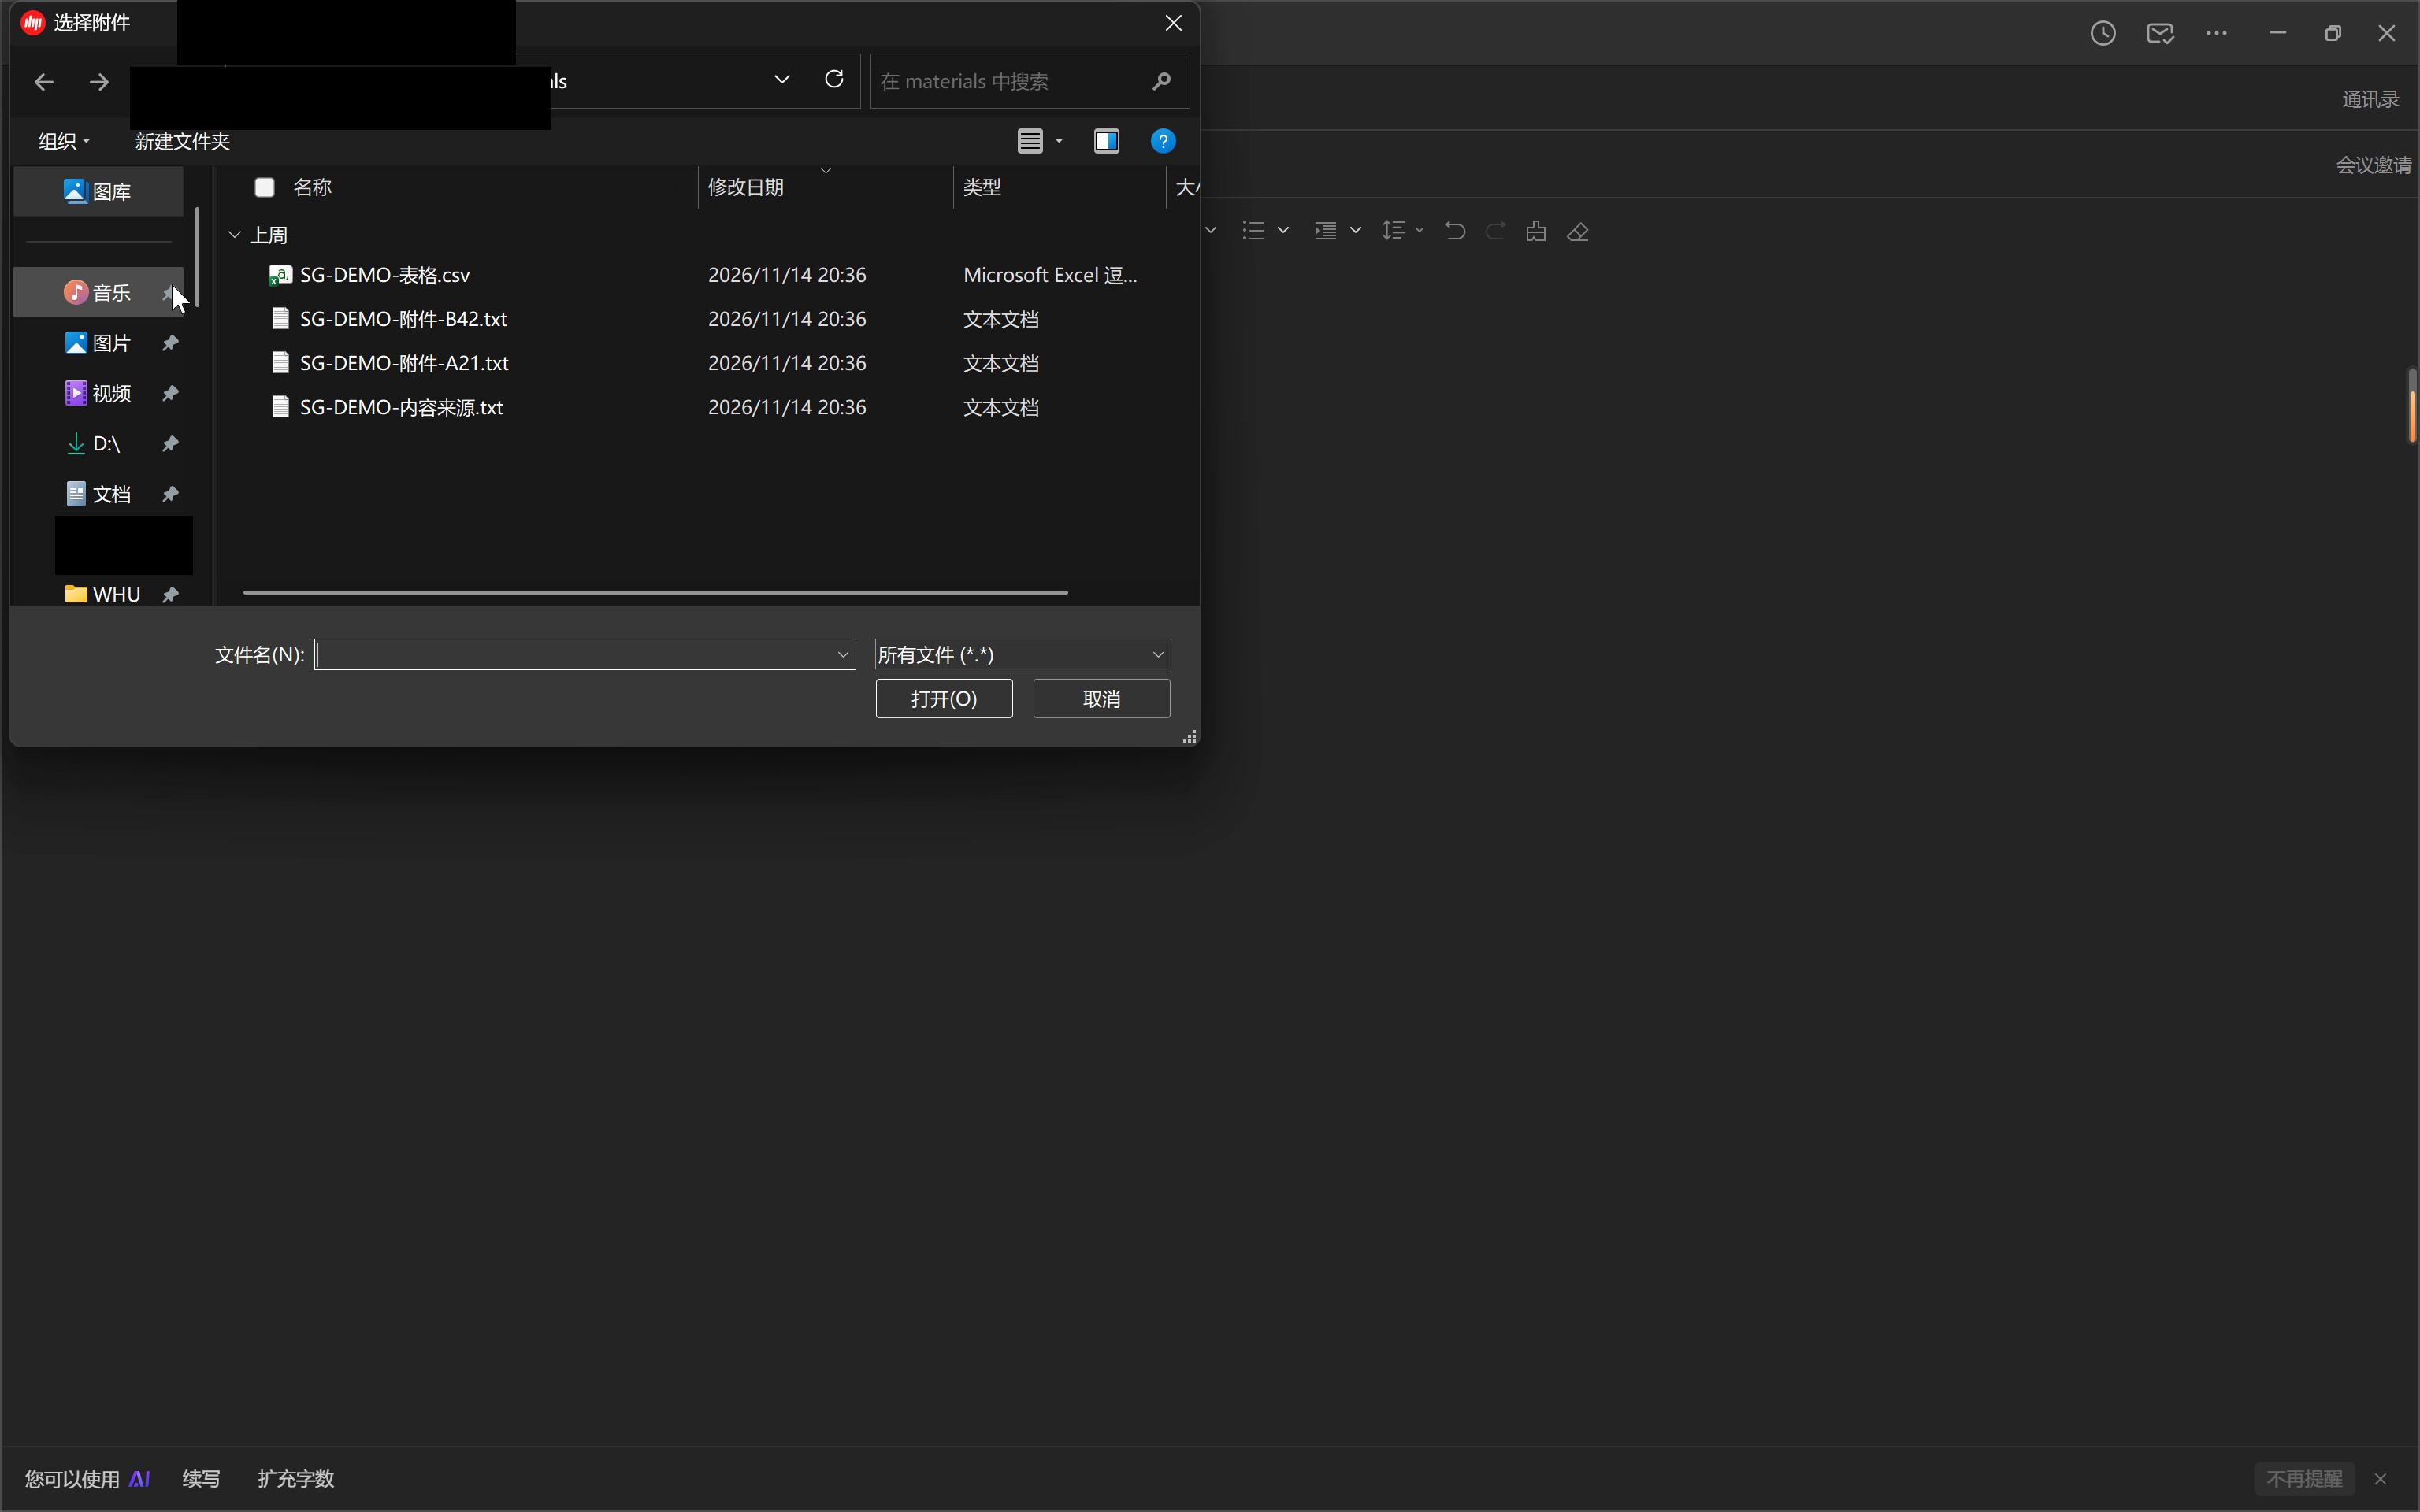 选择附件
ls
在 materials 中搜索
通讯录
组织
新建文件夹
会议邀请
图库
名称
修改日期
类型
上周
SG-DEMO-表格.csv
2026/11/14 20:36
Microsoft Excel 逗...
音乐
SG-DEMO-附件-B42.txt
2026/11/14 20:36
文本文档
图片
SG-DEMO-附件-A21.txt
2026/11/14 20:36
文本文档
视频
SG-DEMO-内容来源.txt
2026/11/14 20:36
文本文档
D:\
文档
WHU
文件名(N):
所有文件 (*.*)
打开(O)
取消
您可以使用 AI
续写
扩充字数
不再提醒